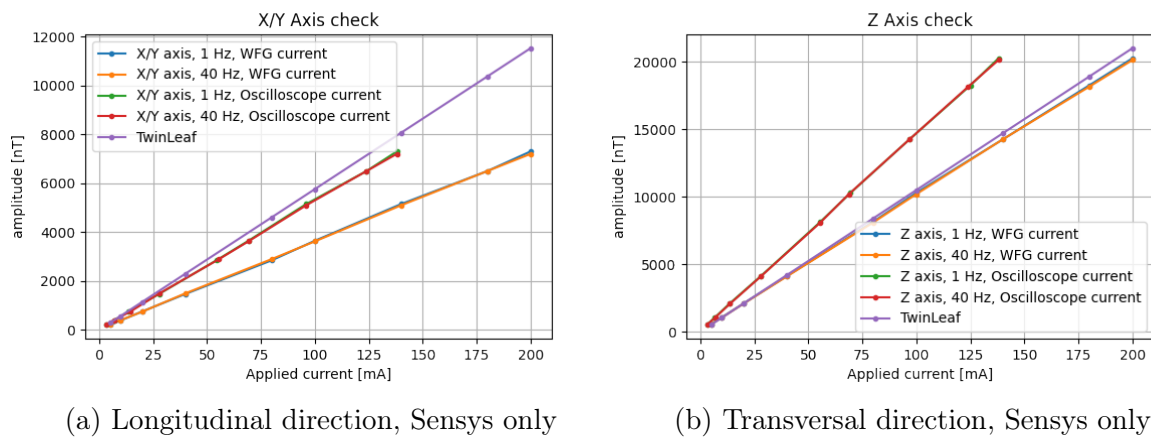 X/Y Axis check
12000
10000
8000
6000
4000
2000
0
amplitude [nT]
X/Y axis, 1 Hz, WFG current
X/Y axis, 40 Hz, WFG current
X/Y axis, 1 Hz, Oscilloscope current
X/Y axis, 40 Hz, Oscilloscope current
TwinLeaf
0 25 50 75 100 125 150 175 200
Applied current [mA]
(a) Longitudinal direction, Sensys only
Z Axis check
20000
15000
10000
5000
0
amplitude [nT]
Z axis, 1 Hz, WFG current
Z axis, 40 Hz, WFG current
Z axis, 1 Hz, Oscilloscope current
Z axis, 40 Hz, Oscilloscope current
TwinLeaf
0 25 50 75 100 125 150 175 200
Applied current [mA]
(b) Transversal direction, Sensys only